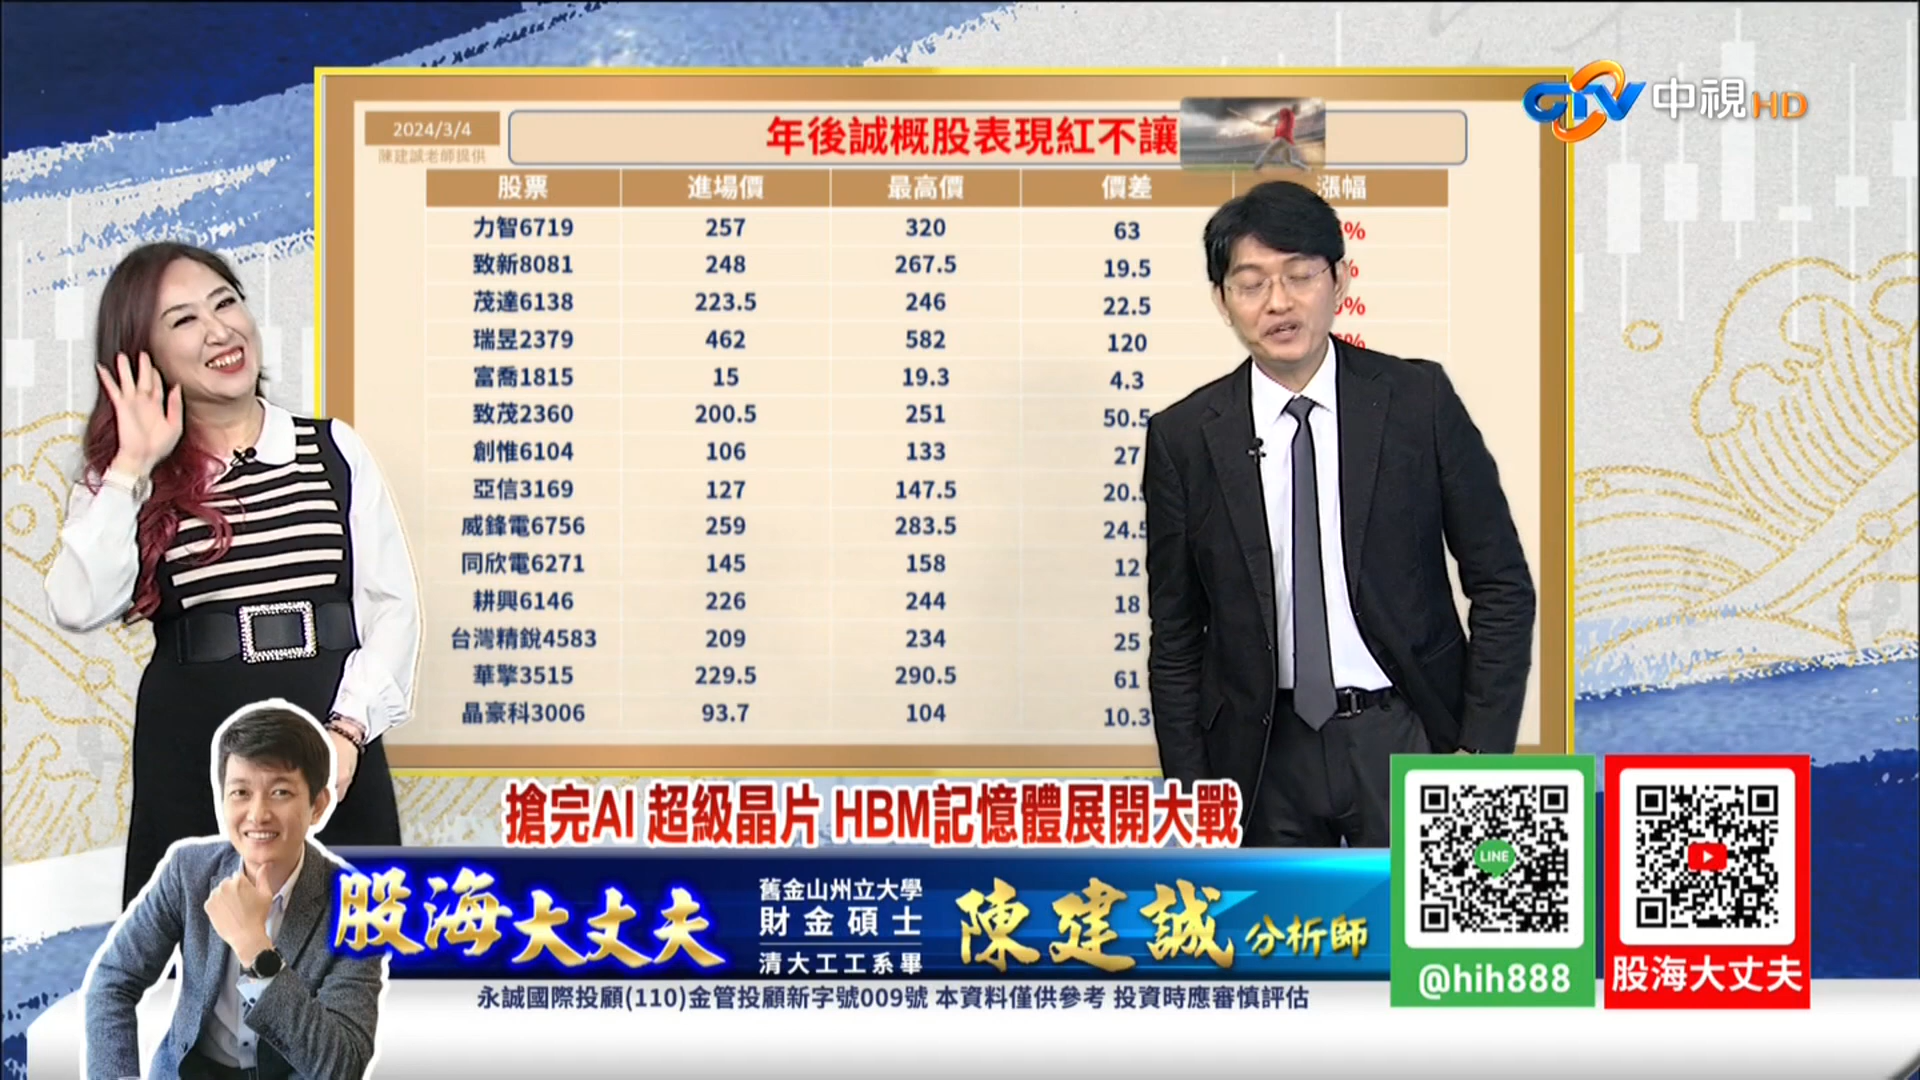 CTV 中視 HD
2024/3/4
陳建誠老師提供
年後誠概股表現紅不讓
股票 進場價 最高價 價差 漲幅
力智6719 257 320 63 %
致新8081 248 267.5 19.5 %
茂達6138 223.5 246 22.5 %
瑞昱2379 462 582 120 %
富喬1815 15 19.3 4.3
致茂2360 200.5 251 50.5
創惟6104 106 133 27
亞信3169 127 147.5 20.5
威鋒電6756 259 283.5 24.5
同欣電6271 145 158 12
耕興6146 226 244 18
台灣精銳4583 209 234 25
華擎3515 229.5 290.5 61
晶豪科3006 93.7 104 10.3
搶完AI 超級晶片 HBM記憶體展開大戰
股海大丈夫
舊金山州立大學
財金碩士
清大工工系畢
陳建誠 分析師
永誠國際投顧(110)金管投顧新字號009號 本資料僅供參考 投資時應審慎評估
LINE
@hih888
股海大丈夫